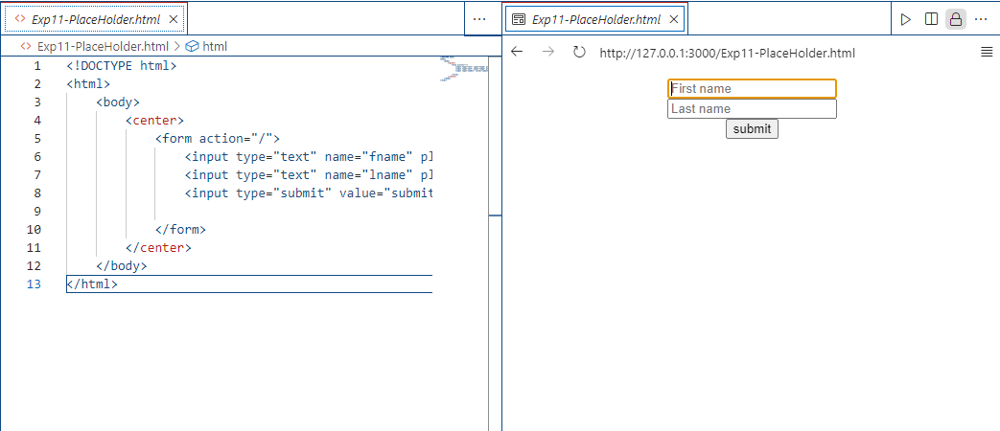 Exp11-PlaceHolder.html
Exp11-PlaceHolder.html > html
1 <!DOCTYPE html>
2 <html>
3 <body>
4 <center>
5 <form action="/">
6 <input type="text" name="fname" pl
7 <input type="text" name="lname" pl
8 <input type="submit" value="submit
9
10 </form>
11 </center>
12 </body>
13 </html>
Exp11-PlaceHolder.html
http://127.0.0.1:3000/Exp11-PlaceHolder.html
First name
Last name
submit